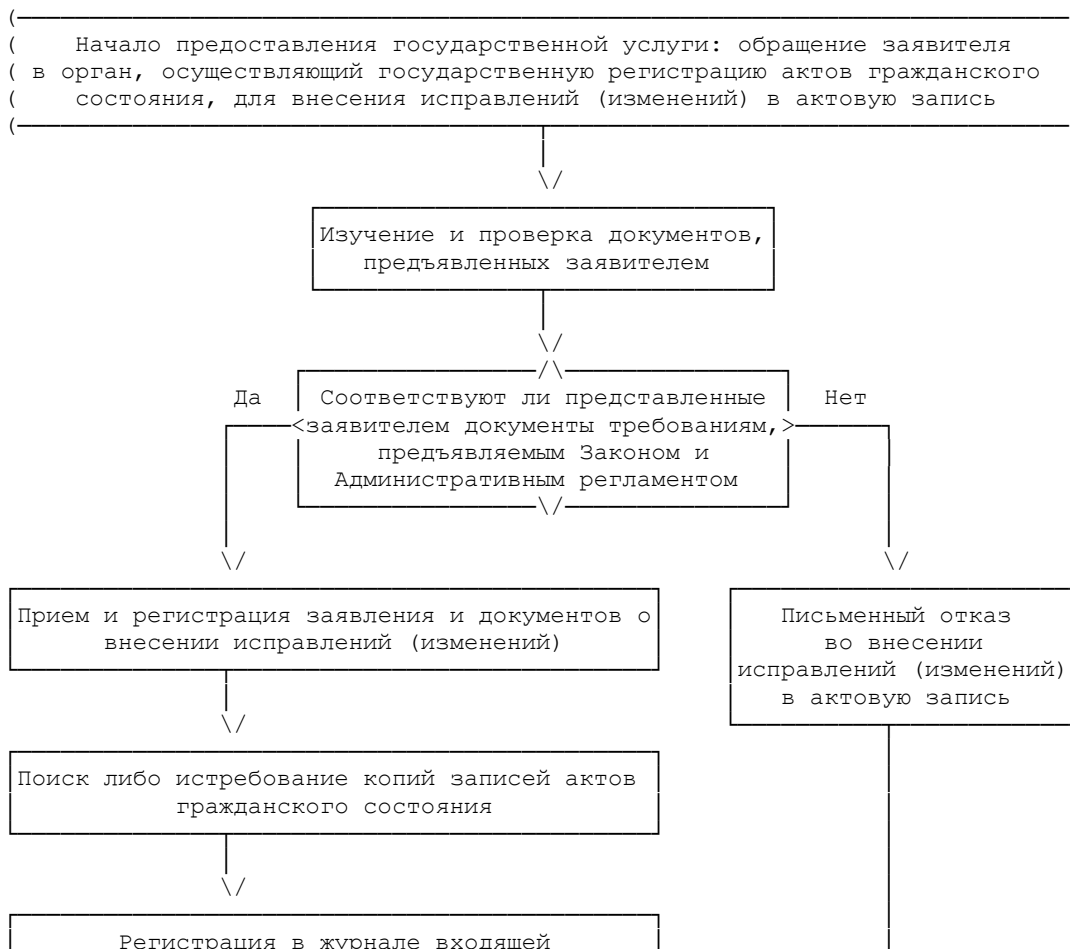 Начало предоставления государственной услуги: обращение заявителя
в орган, осуществляющий государственную регистрацию актов гражданского
состояния, для внесения исправлений (изменений) в актовую запись
Изучение и проверка документов,
предъявленных заявителем
Да
Соответствуют ли представленные
Нет
заявителем документы требованиям,
предъявляемым Законом и
Административным регламентом
Прием и регистрация заявления и документов о
внесении исправлений (изменений)
Письменный отказ
во внесении
исправлений (изменений)
в актовую запись
Поиск либо истребование копий записей актов
гражданского состояния
Регистрация в журнале входящей